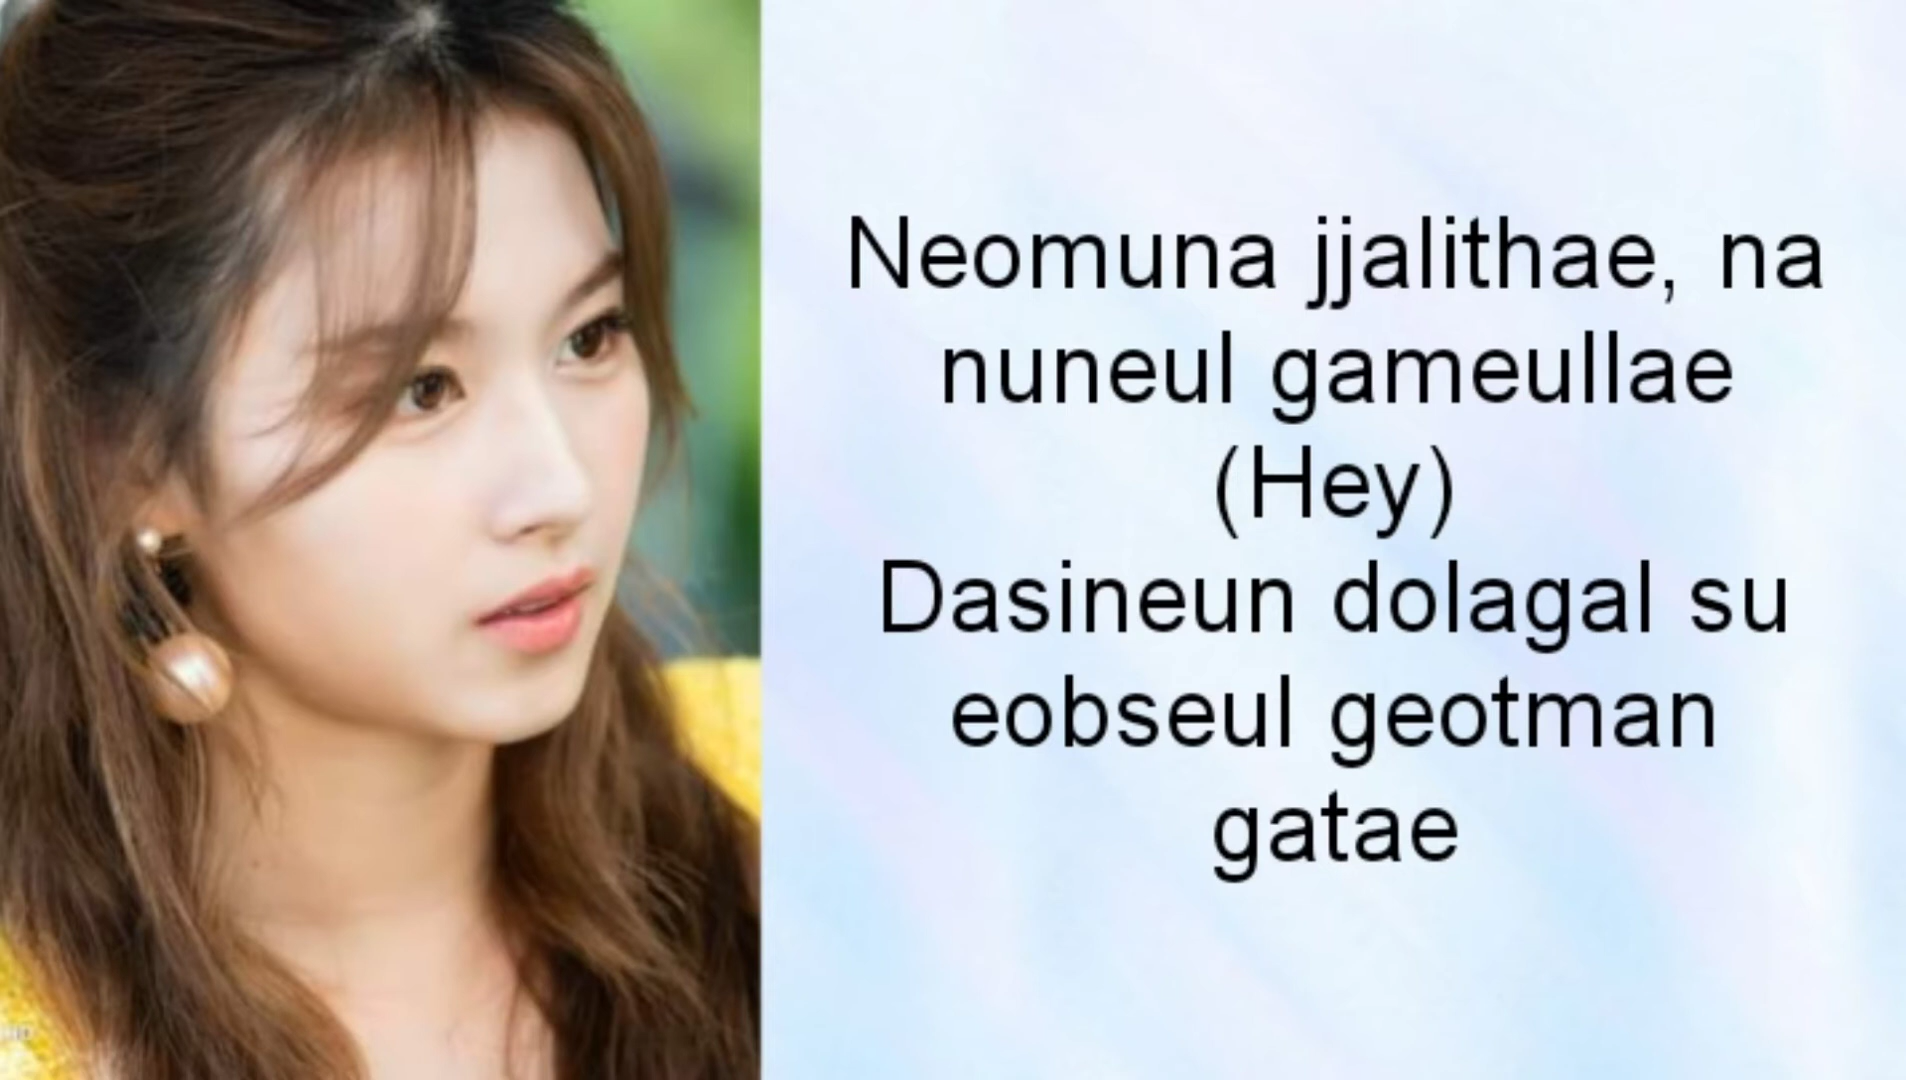 Neomuna jjalithae, na
nuneul gameullae
(Hey)
Dasineun dolagal su
eobseul geotman
gatae